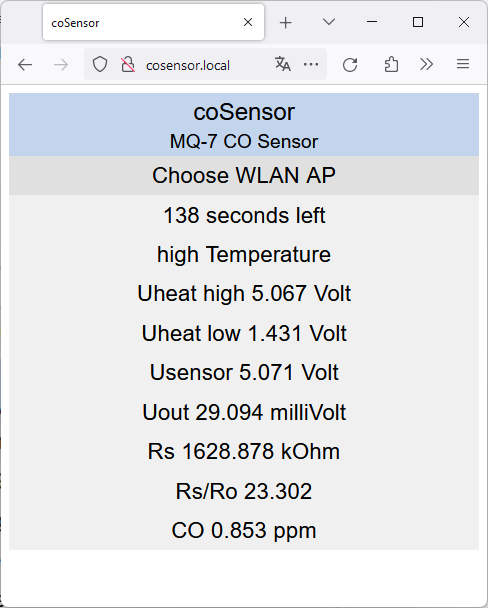 coSensor
cosensor.local
coSensor
MQ-7 CO Sensor
Choose WLAN AP
138 seconds left
high Temperature
Uheat high 5.067 Volt
Uheat low 1.431 Volt
Usensor 5.071 Volt
Uout 29.094 milliVolt
Rs 1628.878 kOhm
Rs/Ro 23.302
CO 0.853 ppm